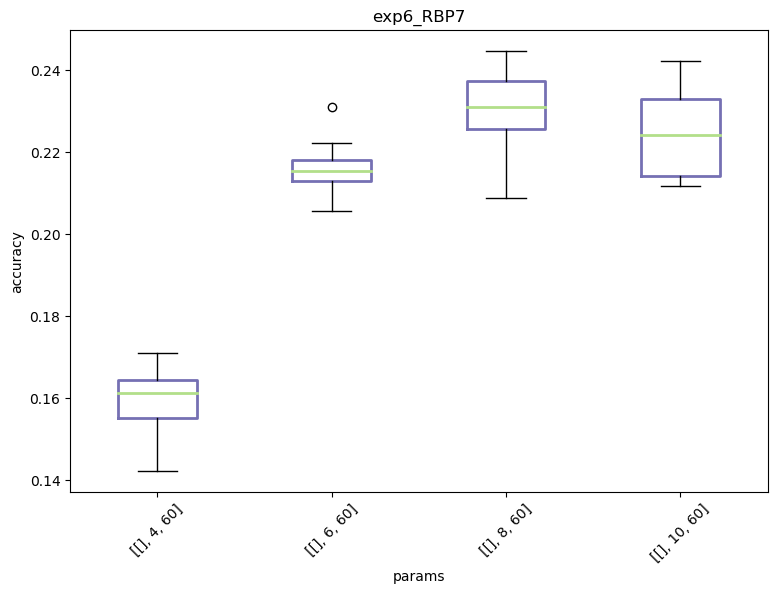 exp6_RBP7
accuracy
0.24
0.22
0.20
0.18
0.16
0.14
[[], 4, 60]
[[], 6, 60]
[[], 8, 60]
[[], 10, 60]
params